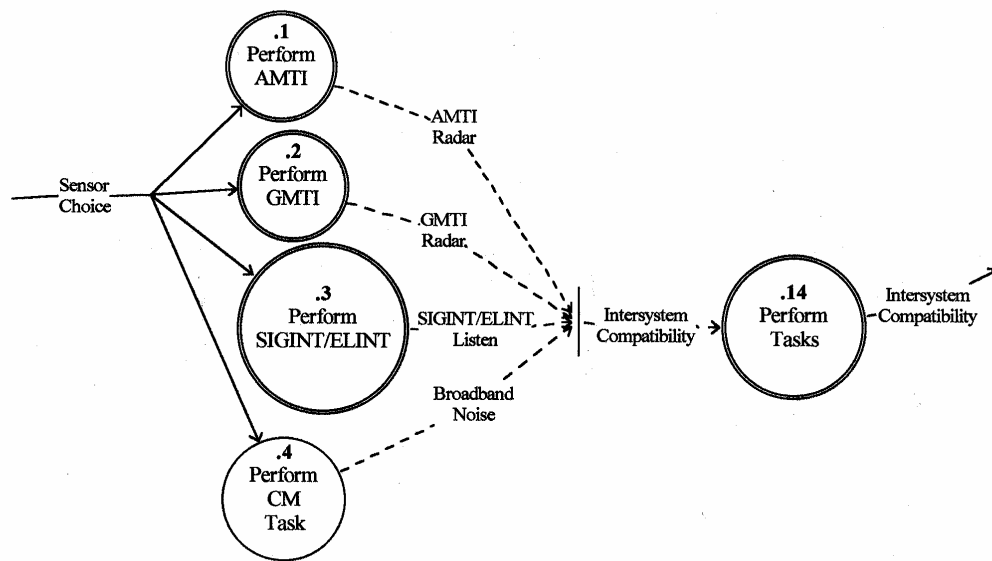 .1
Perform
AMTI
AMTI
Radar
.2
Perform
GMTI
Sensor
Choice
GMTI
Radar
.3
Perform
SIGINT/ELINT
SIGINT/ELINT
Listen
Intersystem
Compatibility
.14
Perform
Tasks
Intersystem
Compatibility
Broadband
Noise
.4
Perform
CM
Task